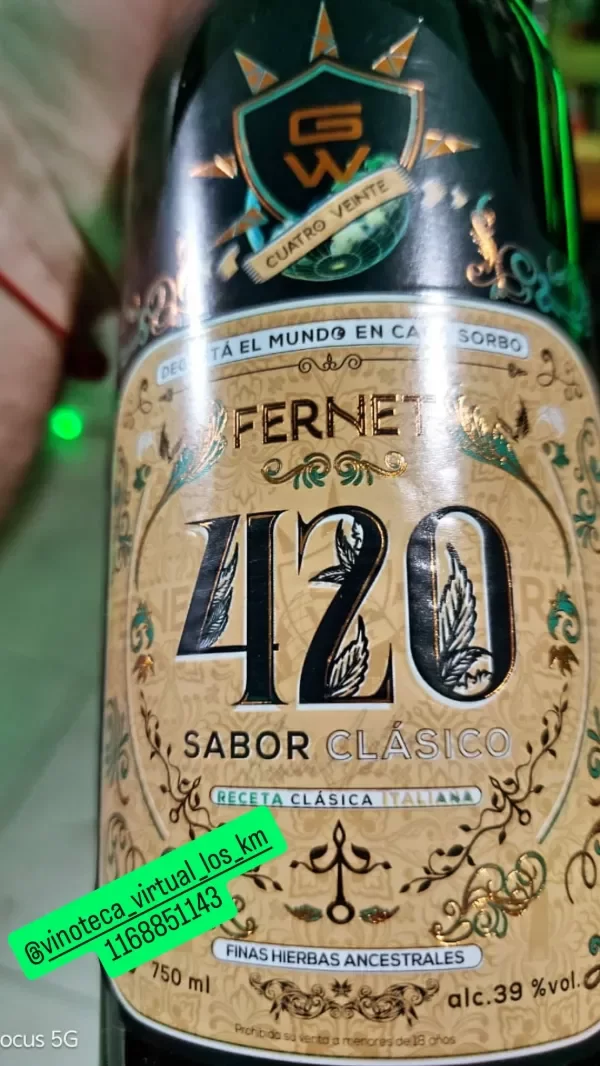 GW
CUATRO VEINTE
EL MUNDO EN SORBO
FERNET
420
SABOR CLÁSICO
RECETA CLÁSICA ITALIANA
@vinoteca_virtual_los_km
1168851143
FINAS HIERBAS ANCESTRALES
750 ml
alc.39 %vol.
Prohibida su venta a menores de 18 años
ocus 5G